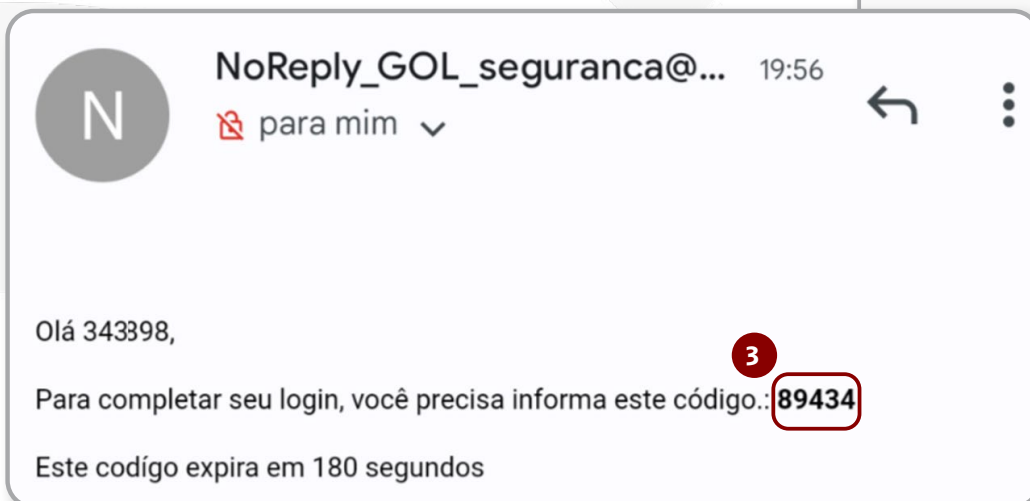 N
NoReply_GOL_seguranca@... 19:56
para mim
Olá 343398,
3
Para completar seu login, você precisa informa este código.: 89434
Este codígo expira em 180 segundos